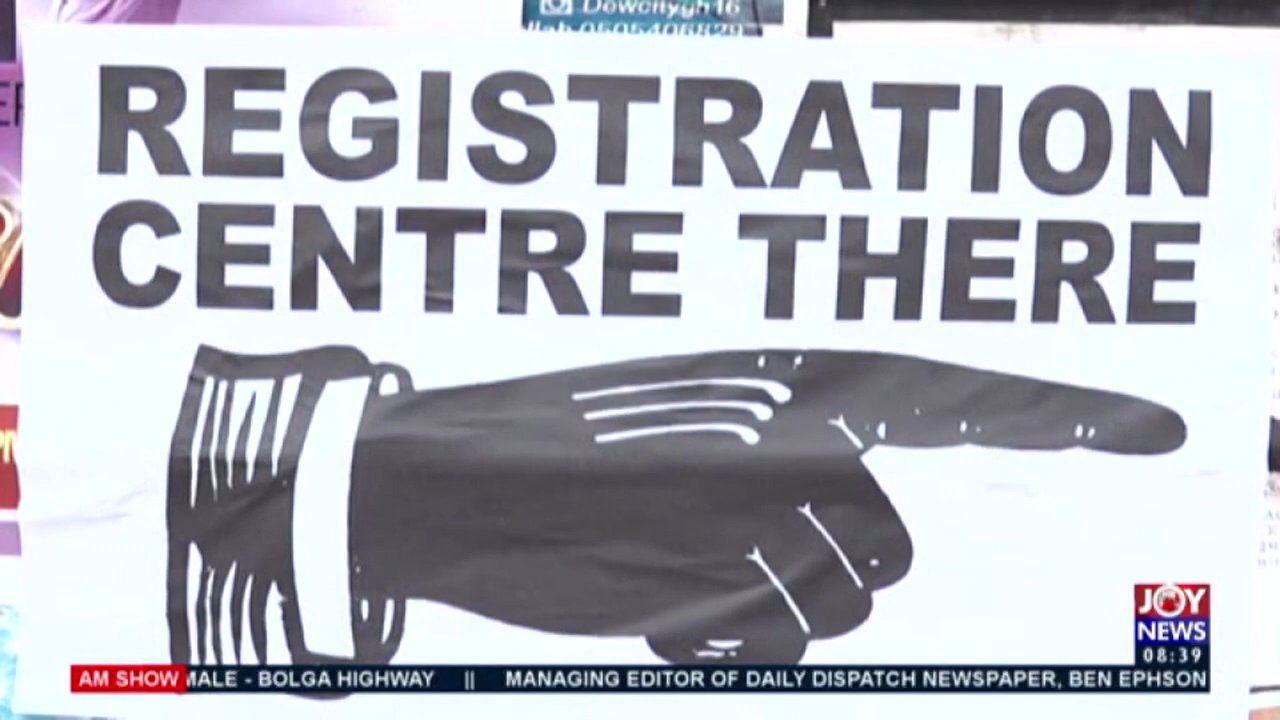 Dewcitygh16
REGISTRATION
CENTRE THERE
JOY
NEWS
08:39
AM SHOW
MALE - BOLGA HIGHWAY || MANAGING EDITOR OF DAILY DISPATCH NEWSPAPER, BEN EPHSON